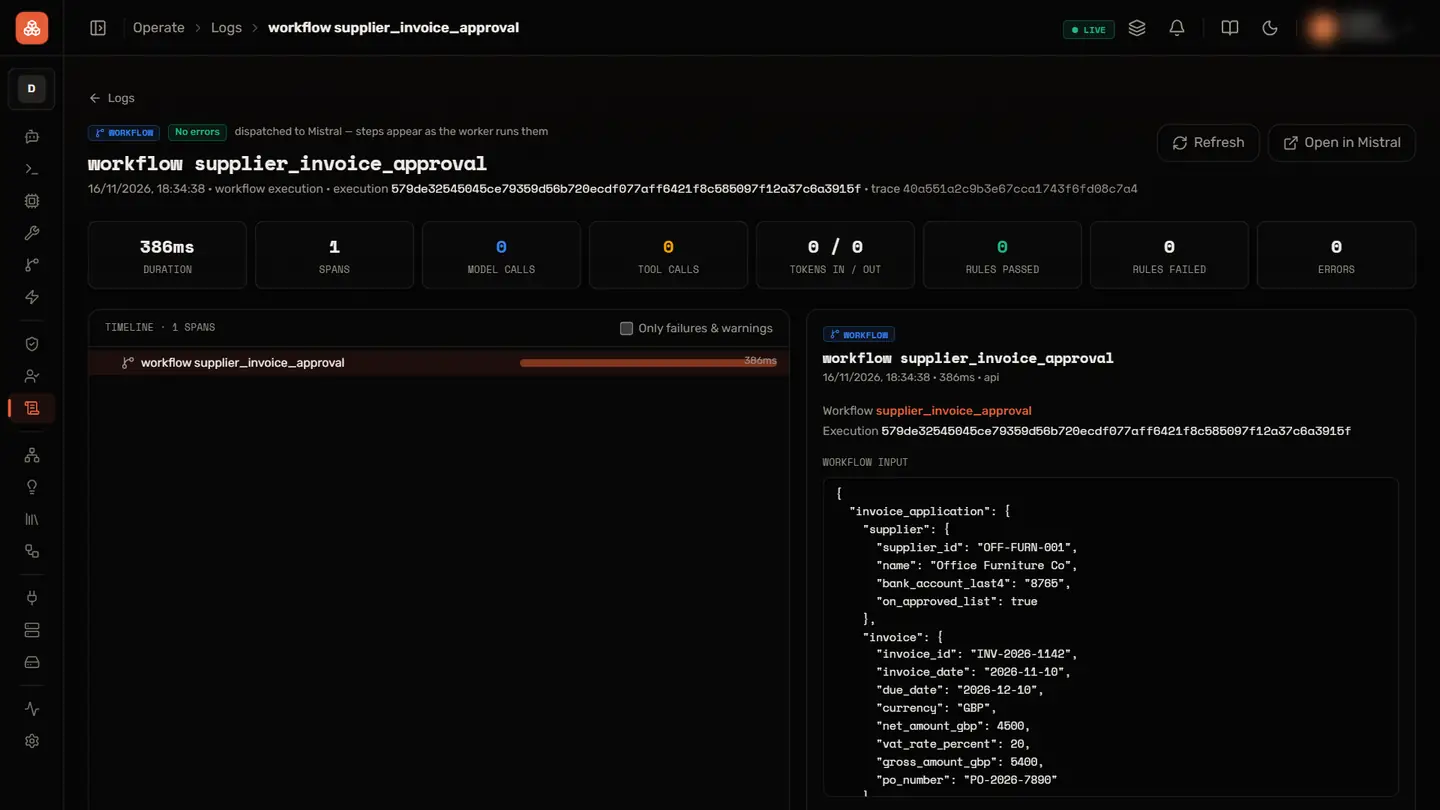 Operate > Logs > workflow supplier_invoice_approval
LIVE
D
← Logs
WORKFLOW No errors dispatched to Mistral — steps appear as the worker runs them
Refresh
Open in Mistral
workflow supplier_invoice_approval
16/11/2026, 18:34:38 • workflow execution • execution 579de32545045ce79359d56b720ecdf077aff6421f8c585097f12a37c6a3915f • trace 40a551a2c9b3e67cca1743f6fd08c7a4
386ms
DURATION
1
SPANS
0
MODEL CALLS
0
TOOL CALLS
0 / 0
TOKENS IN / OUT
0
RULES PASSED
0
RULES FAILED
0
ERRORS
TIMELINE · 1 SPANS
Only failures & warnings
workflow supplier_invoice_approval 386ms
WORKFLOW
workflow supplier_invoice_approval
16/11/2026, 18:34:38 • 386ms • api
Workflow supplier_invoice_approval
Execution 579de32545045ce79359d56b720ecdf077aff6421f8c585097f12a37c6a3915f
WORKFLOW INPUT
{
"invoice_application": {
"supplier": {
"supplier_id": "OFF-FURN-001",
"name": "Office Furniture Co",
"bank_account_last4": "8765",
"on_approved_list": true
},
"invoice": {
"invoice_id": "INV-2026-1142",
"invoice_date": "2026-11-10",
"due_date": "2026-12-10",
"currency": "GBP",
"net_amount_gbp": 4500,
"vat_rate_percent": 20,
"gross_amount_gbp": 5400,
"po_number": "PO-2026-7890"